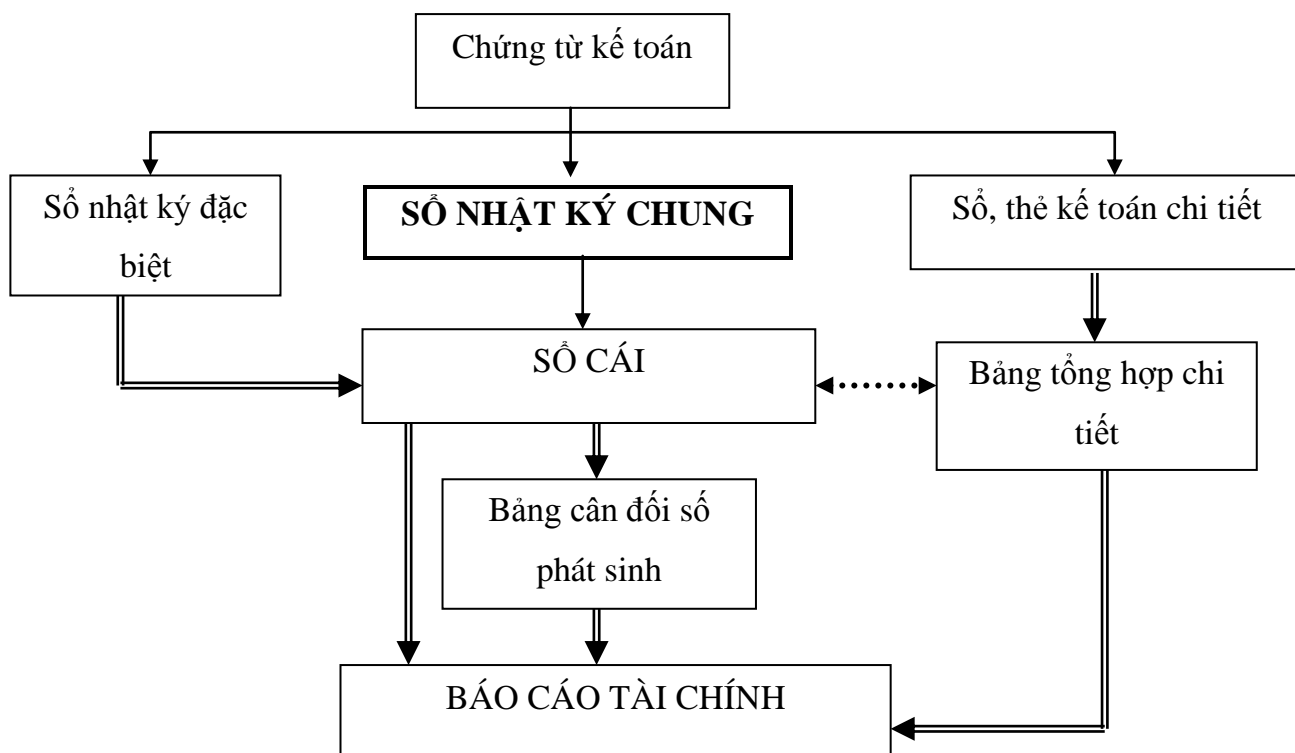 Chứng từ kế toán
Sổ nhật ký đặc
biệt
SỔ NHẬT KÝ CHUNG
Sổ, thẻ kế toán chi tiết
SỔ CÁI
Bảng tổng hợp chi
tiết
Bảng cân đối số
phát sinh
BÁO CÁO TÀI CHÍNH